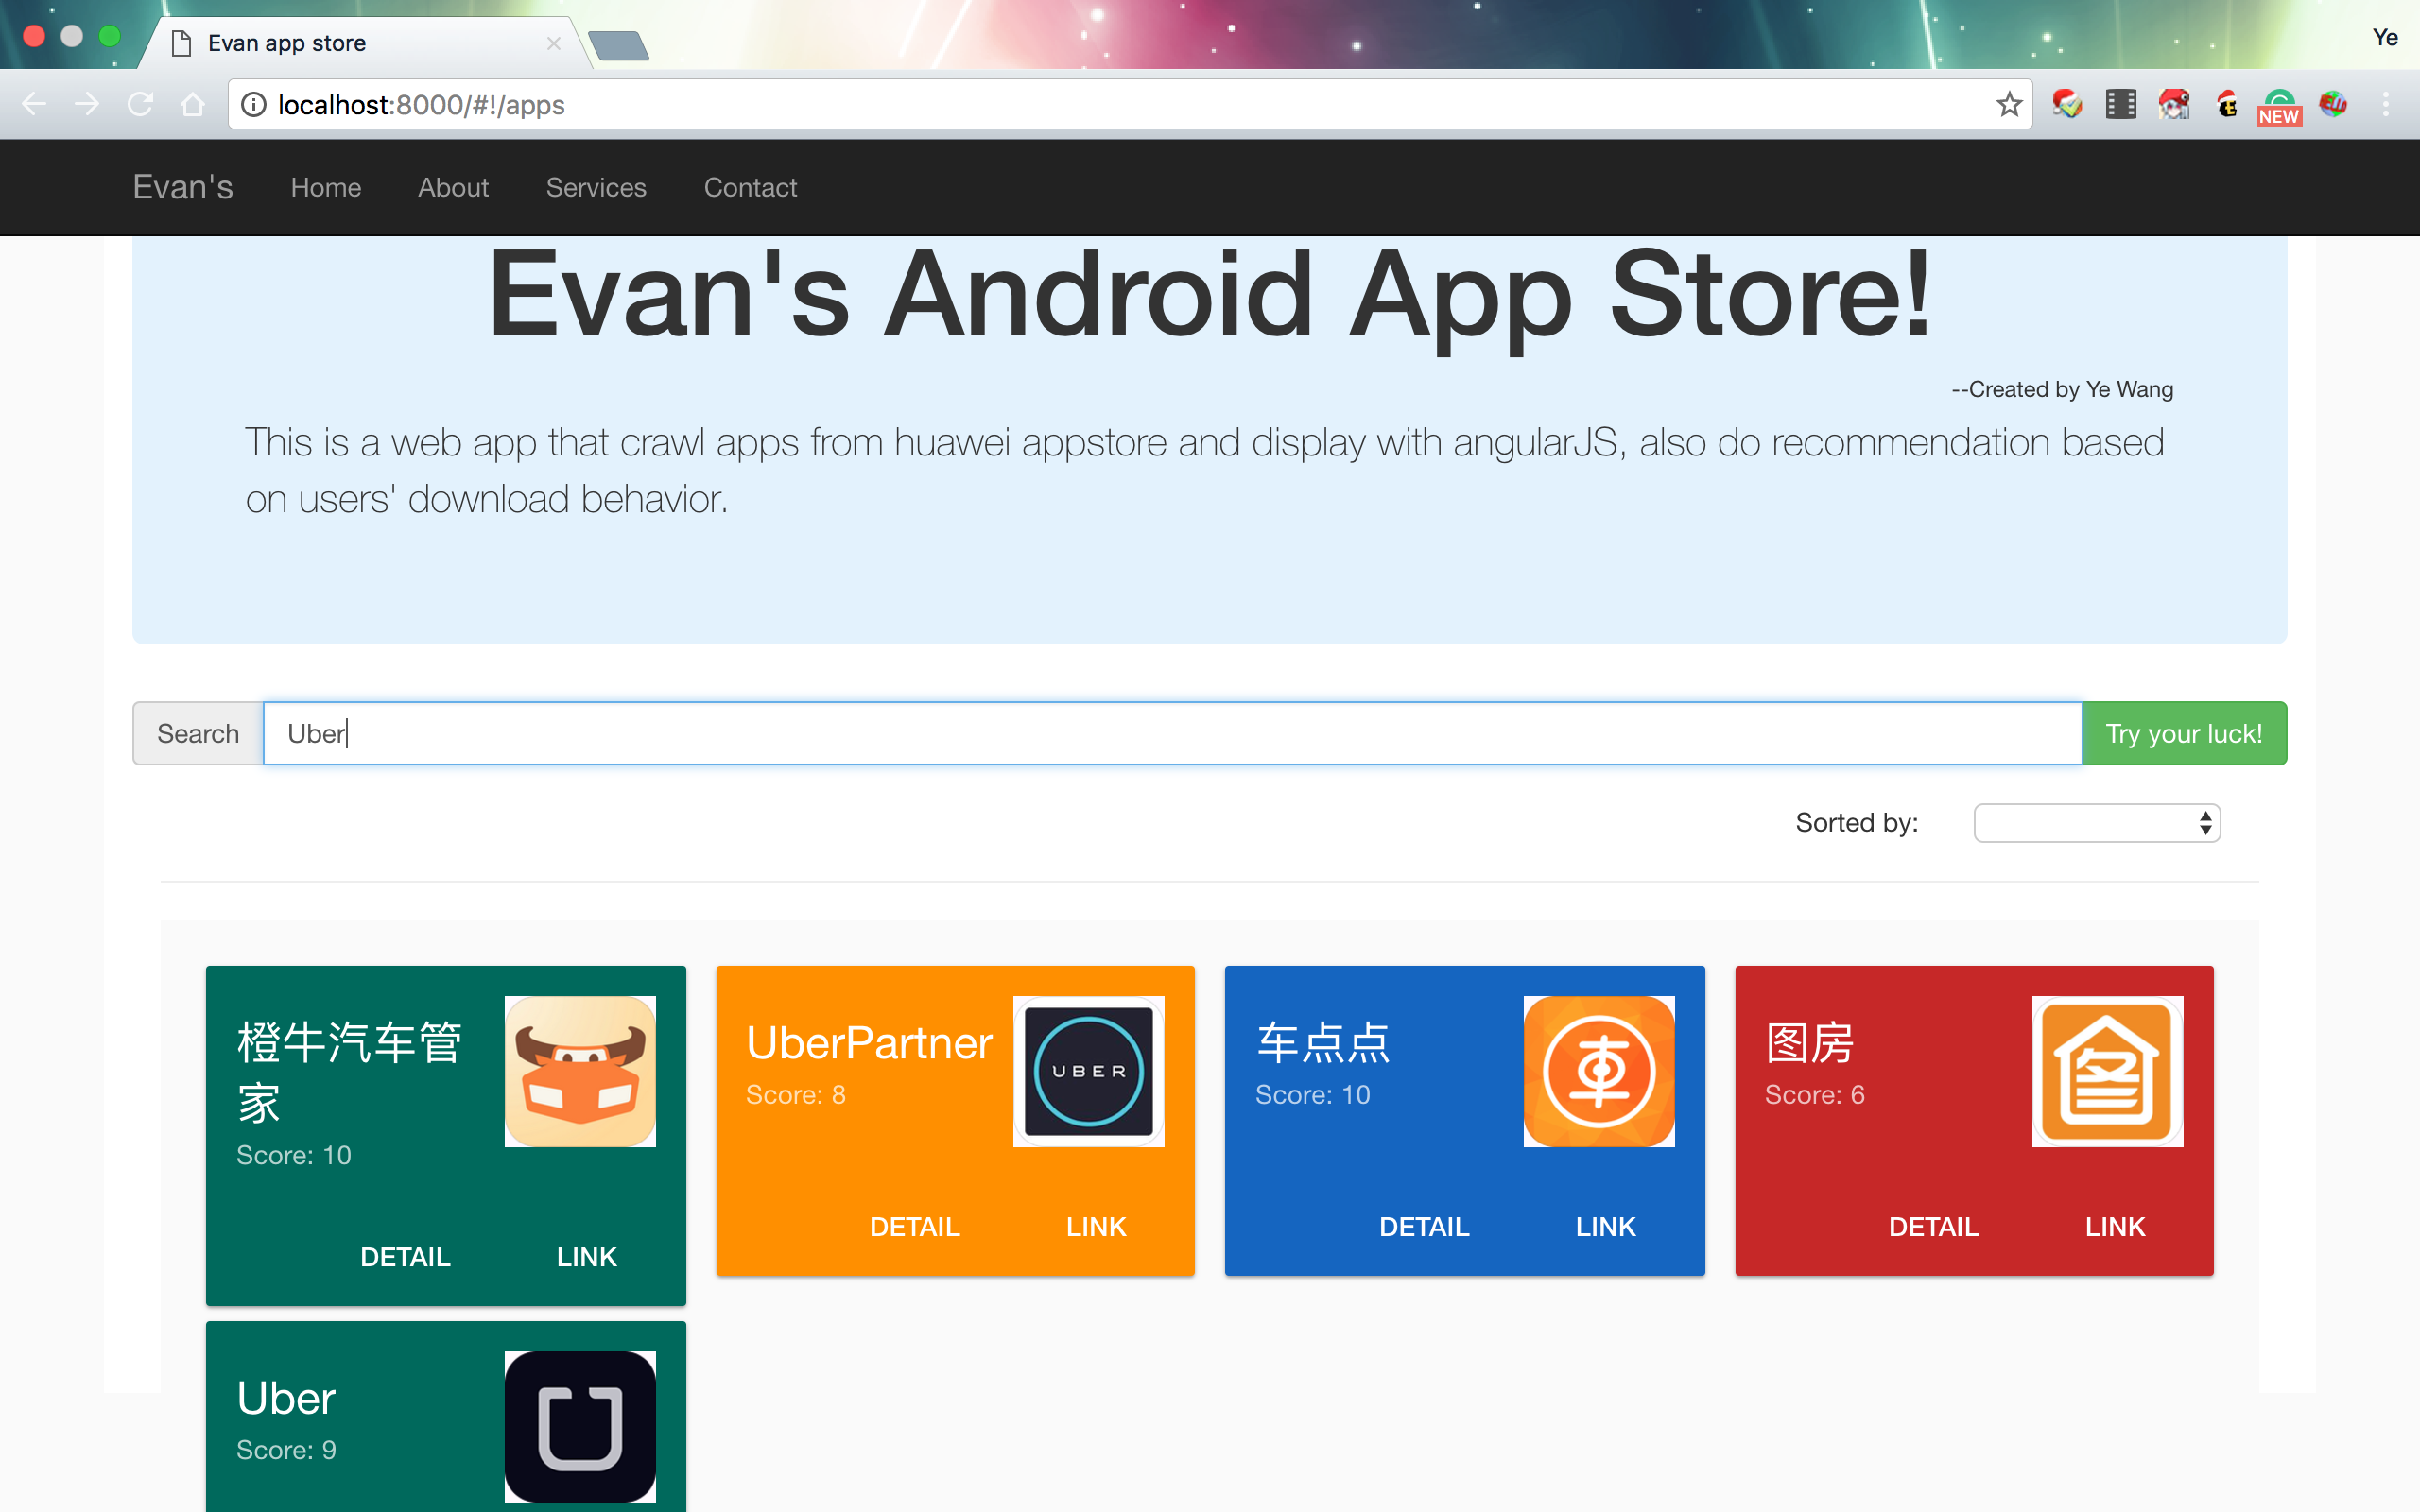 Evan app store
Ye
localhost:8000/#!/apps
NEW
Evan's Home About Services Contact
Evan's Android App Store!
--Created by Ye Wang
This is a web app that crawl apps from huawei appstore and display with angularJS, also do recommendation based
on users' download behavior.
Search Uber Try your luck!
Sorted by:
橙牛汽车管
家
Score: 10
DETAIL LINK
UberPartner
Score: 8
UBER
DETAIL LINK
车点点
Score: 10
車
DETAIL LINK
图房
Score: 6
DETAIL LINK
Uber
Score: 9